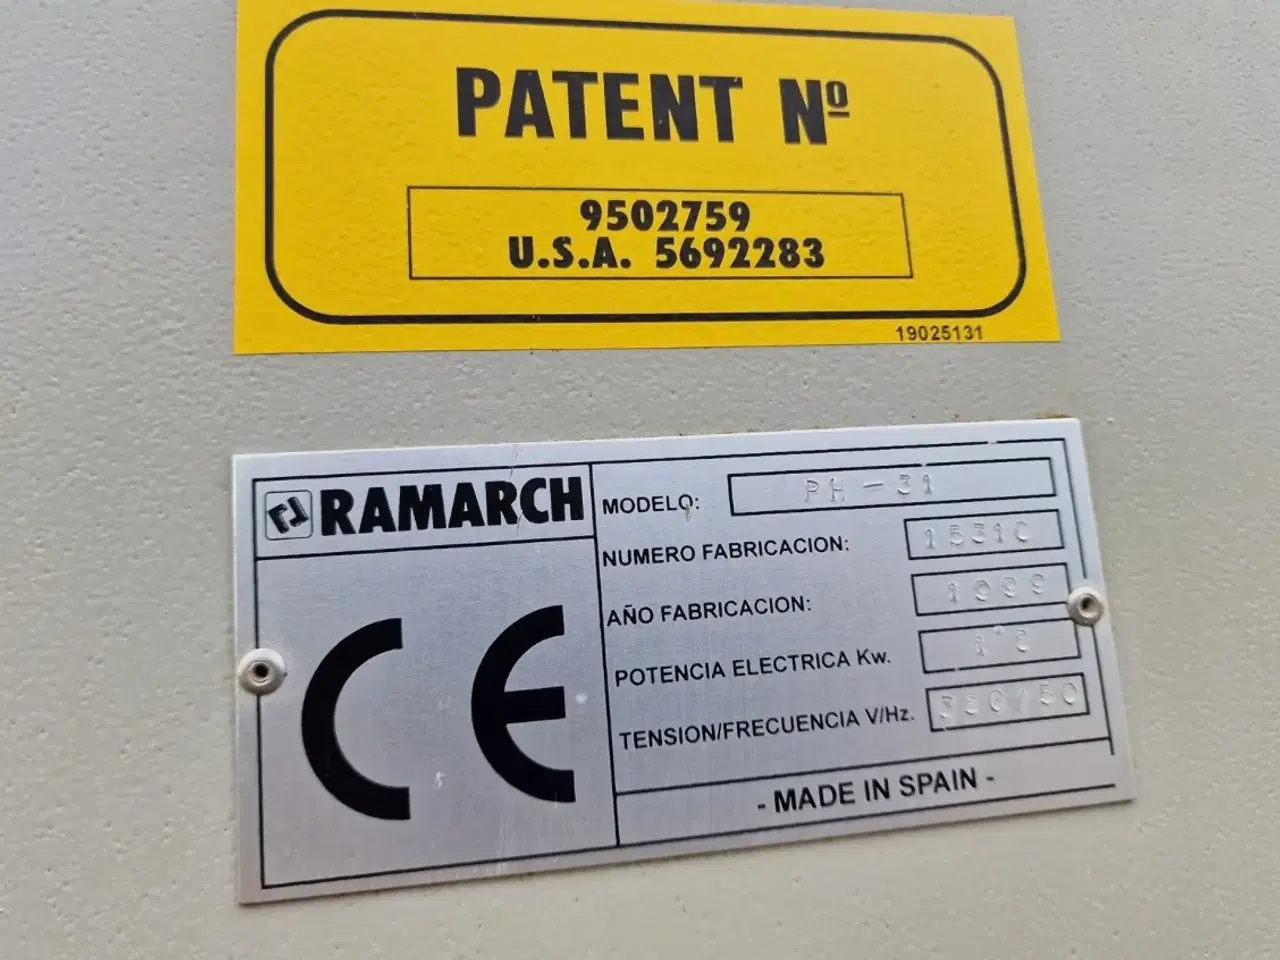 PATENT Nº
9502759
U.S.A. 5692283
19025131
RAMARCH
MODELO: PH-31
NUMERO FABRICACION: 15310
AÑO FABRICACION: 1999
POTENCIA ELECTRICA Kw.
TENSION/FRECUENCIA V/Hz. 380/50
- MADE IN SPAIN -
CE